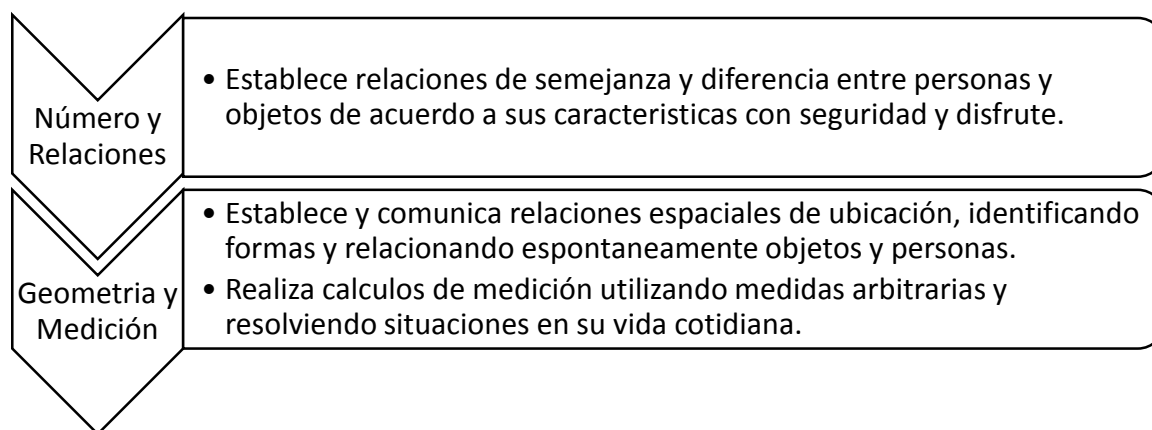 Número y
Relaciones
• Establece relaciones de semejanza y diferencia entre personas y
objetos de acuerdo a sus caracteristicas con seguridad y disfrute.
Geometria y
Medición
• Establece y comunica relaciones espaciales de ubicación, identificando
formas y relacionando espontaneamente objetos y personas.
• Realiza calculos de medición utilizando medidas arbitrarias y
resolviendo situaciones en su vida cotidiana.